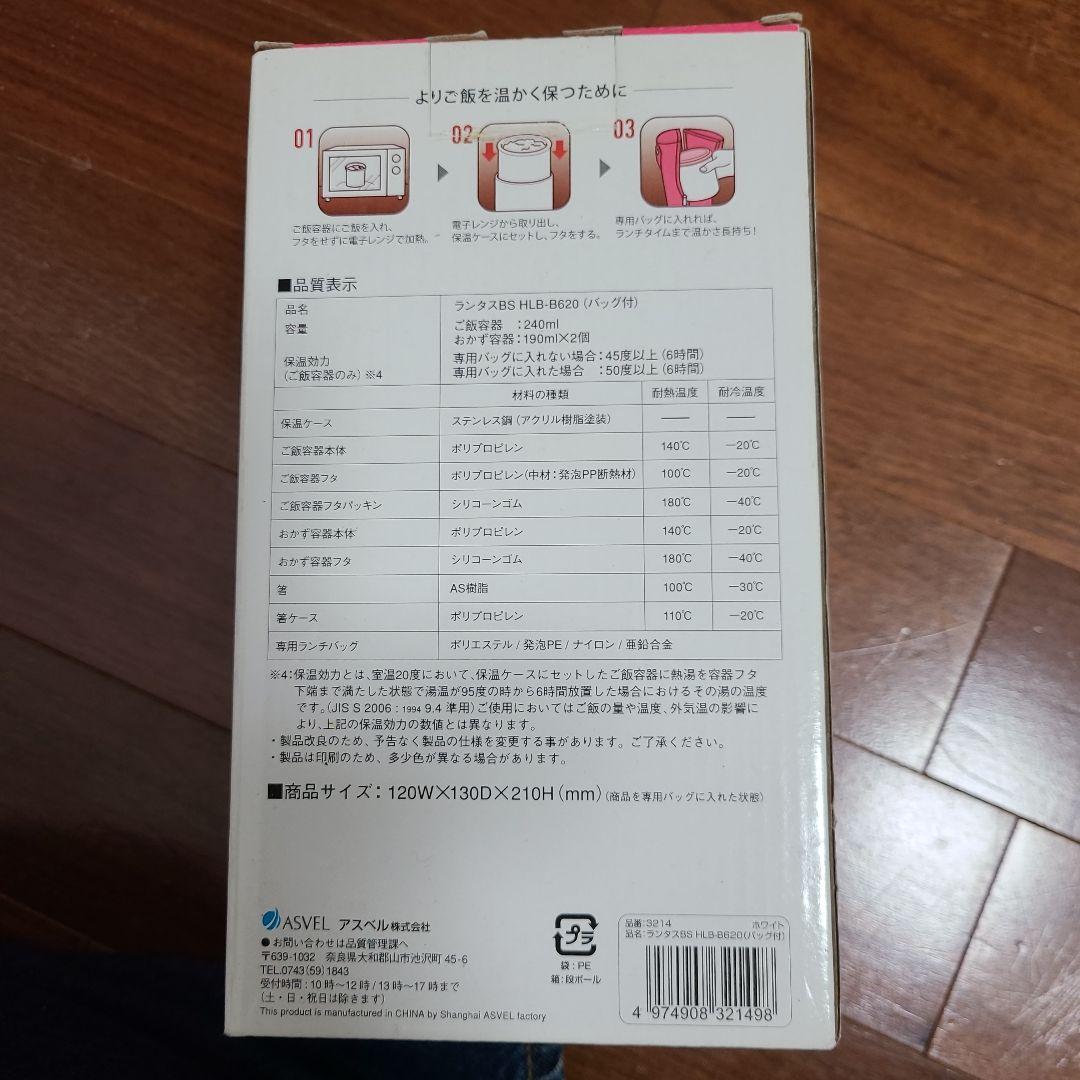 よりご飯を温かく保つために
01
02
03
ご飯容器にご飯を入れ、
フタをせずに電子レンジで加熱。
電子レンジから取り出し、
保温ケースにセットし、フタをする。
専用バッグに入れれば、
ランチタイムまで温かさ長持ち!
■品質表示
品名 ランタスBS HLB-B620(バッグ付)
容量 ご飯容器 :240ml
おかず容器:190ml×2個
保温効力 専用バッグに入れない場合:45度以上(6時間)
(ご飯容器のみ)※4 専用バッグに入れた場合 :50度以上(6時間)
材料の種類 耐熱温度 耐冷温度
保温ケース ステンレス鋼(アクリル樹脂塗装) ── ──
ご飯容器本体 ポリプロピレン 140℃ −20℃
ご飯容器フタ ポリプロピレン(中材:発泡PP断熱材) 100℃ −20℃
ご飯容器フタパッキン シリコーンゴム 180℃ −40℃
おかず容器本体 ポリプロピレン 140℃ −20℃
おかず容器フタ シリコーンゴム 180℃ −40℃
箸 AS樹脂 100℃ −30℃
箸ケース ポリプロピレン 110℃ −20℃
専用ランチバッグ ポリエステル/発泡PE/ナイロン/亜鉛合金
※4:保温効力とは、室温20度において、保温ケースにセットしたご飯容器に熱湯を容器フタ
下端まで満たした状態で湯温が95度の時から6時間放置した場合におけるその湯の温度
です。(JIS S 2006:1994 9.4 準用)ご使用においてはご飯の量や温度、外気温の影響に
より、上記の保温効力の数値とは異なります。
・製品改良のため、予告なく製品の仕様を変更する事があります。ご了承ください。
・製品は印刷のため、多少色が異なる場合があります。
■商品サイズ:120W×130D×210H(mm)(商品を専用バッグに入れた状態)
ASVEL アスベル株式会社
●お問い合わせは品質管理課へ
〒639-1032 奈良県大和郡山市池沢町45-6
TEL.0743(59)1843
受付時間:10時〜12時/13時〜17時まで
(土・日・祝日は除きます)
This product is manufactured in CHINA by Shanghai ASVEL factory
プラ
袋:PE
箱:段ボール
品番:3214 ホワイト
品名:ランタスBS HLB-B620(バッグ付)
4 974908 321498